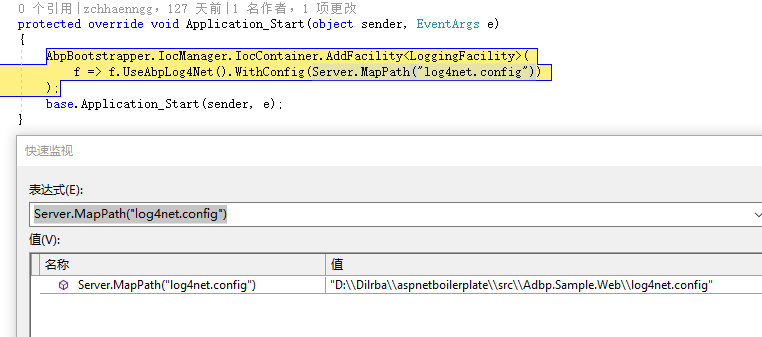 0 个引用|zchhaenngg，127 天前|1 名作者，1 项更改
protected override void Application_Start(object sender, EventArgs e)
{
AbpBootstrapper.IocManager.IocContainer.AddFacility<LoggingFacility>(
f => f.UseAbpLog4Net().WithConfig(Server.MapPath("log4net.config"))
);
base.Application_Start(sender, e);
}
快速监视
表达式(E):
Server.MapPath("log4net.config")
值(V):
名称 值
Server.MapPath("log4net.config") "D:\\Dilrba\\aspnetboilerplate\\src\\Adbp.Sample.Web\\log4net.config"